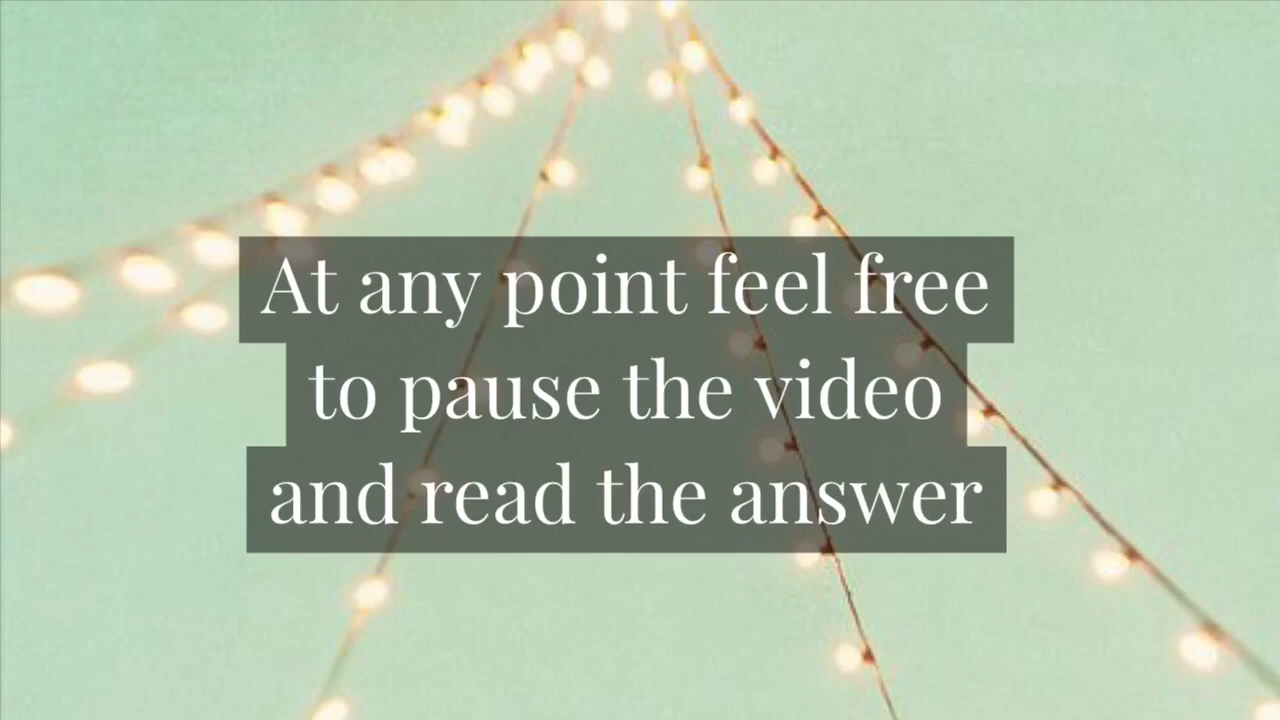 At any point feel free
to pause the video
and read the answer